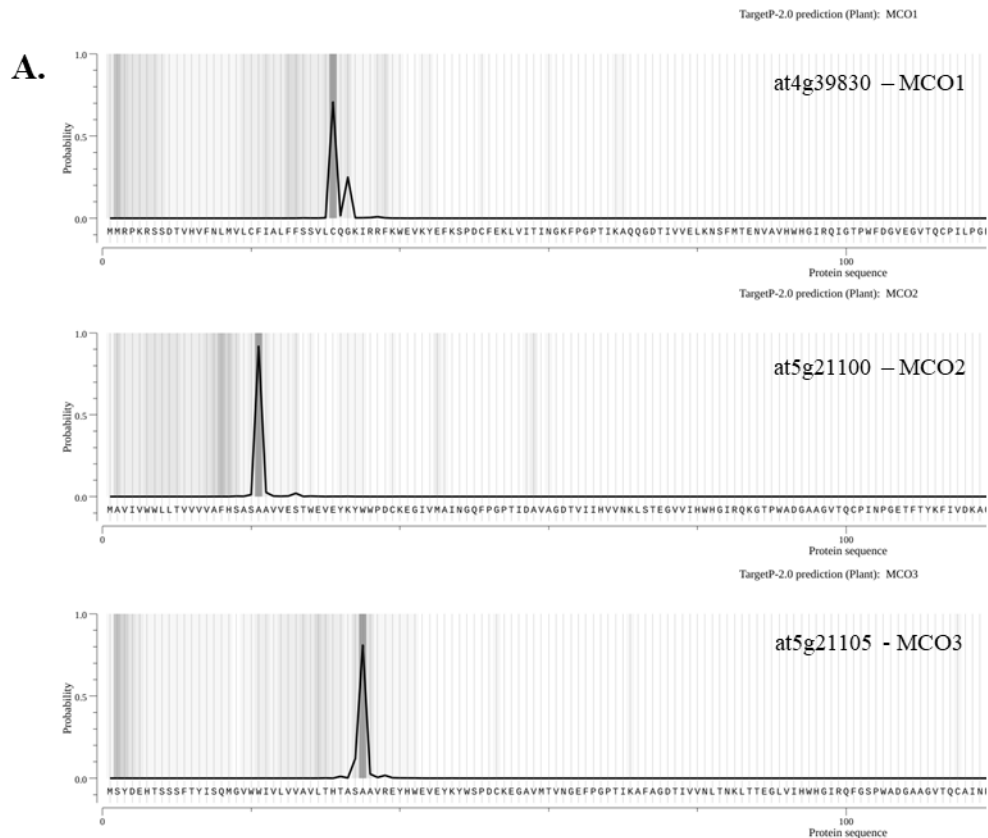 TargetP-2.0 prediction (Plant): MCO1
A.
at4g39830 – MCO1
1.0
0.5
0.0
Probability
MMRPKRSSDTVHVFNLMVLCFIALFFSSVLCQGKIRRFKWEVKYEFKSPDCFEKLVITINGKFPGPTIKAQQGDTIVVELKNSFMTENVAVHWHGIRQIGTPWFDGVEGVTQCPILPG
0 100
Protein sequence
TargetP-2.0 prediction (Plant): MCO2
at5g21100 – MCO2
1.0
0.5
0.0
Probability
MAVIVWWLLTVVVVAFHSASAAVVESTWEVEYKYWWPDCKEGIVMAINGQFPGPTIDAVAGDTVIIHVVNKLSTEGVVIHWHGIRQKGTPWADGAAGVTQCPINPGETFTYKFIVDKA
0 100
Protein sequence
TargetP-2.0 prediction (Plant): MCO3
at5g21105 - MCO3
1.0
0.5
0.0
Probability
MSYDEHTSSSFTYISQMGVWWIVLVVAVLTHTASAAVREYHWEVEYKYWSPDCKEGAVMTVNGEFPGPTIKAFAGDTIVVNLTNKLTTEGLVIHWHGIRQFGSPWADGAAGVTQCAIN
0 100
Protein sequence